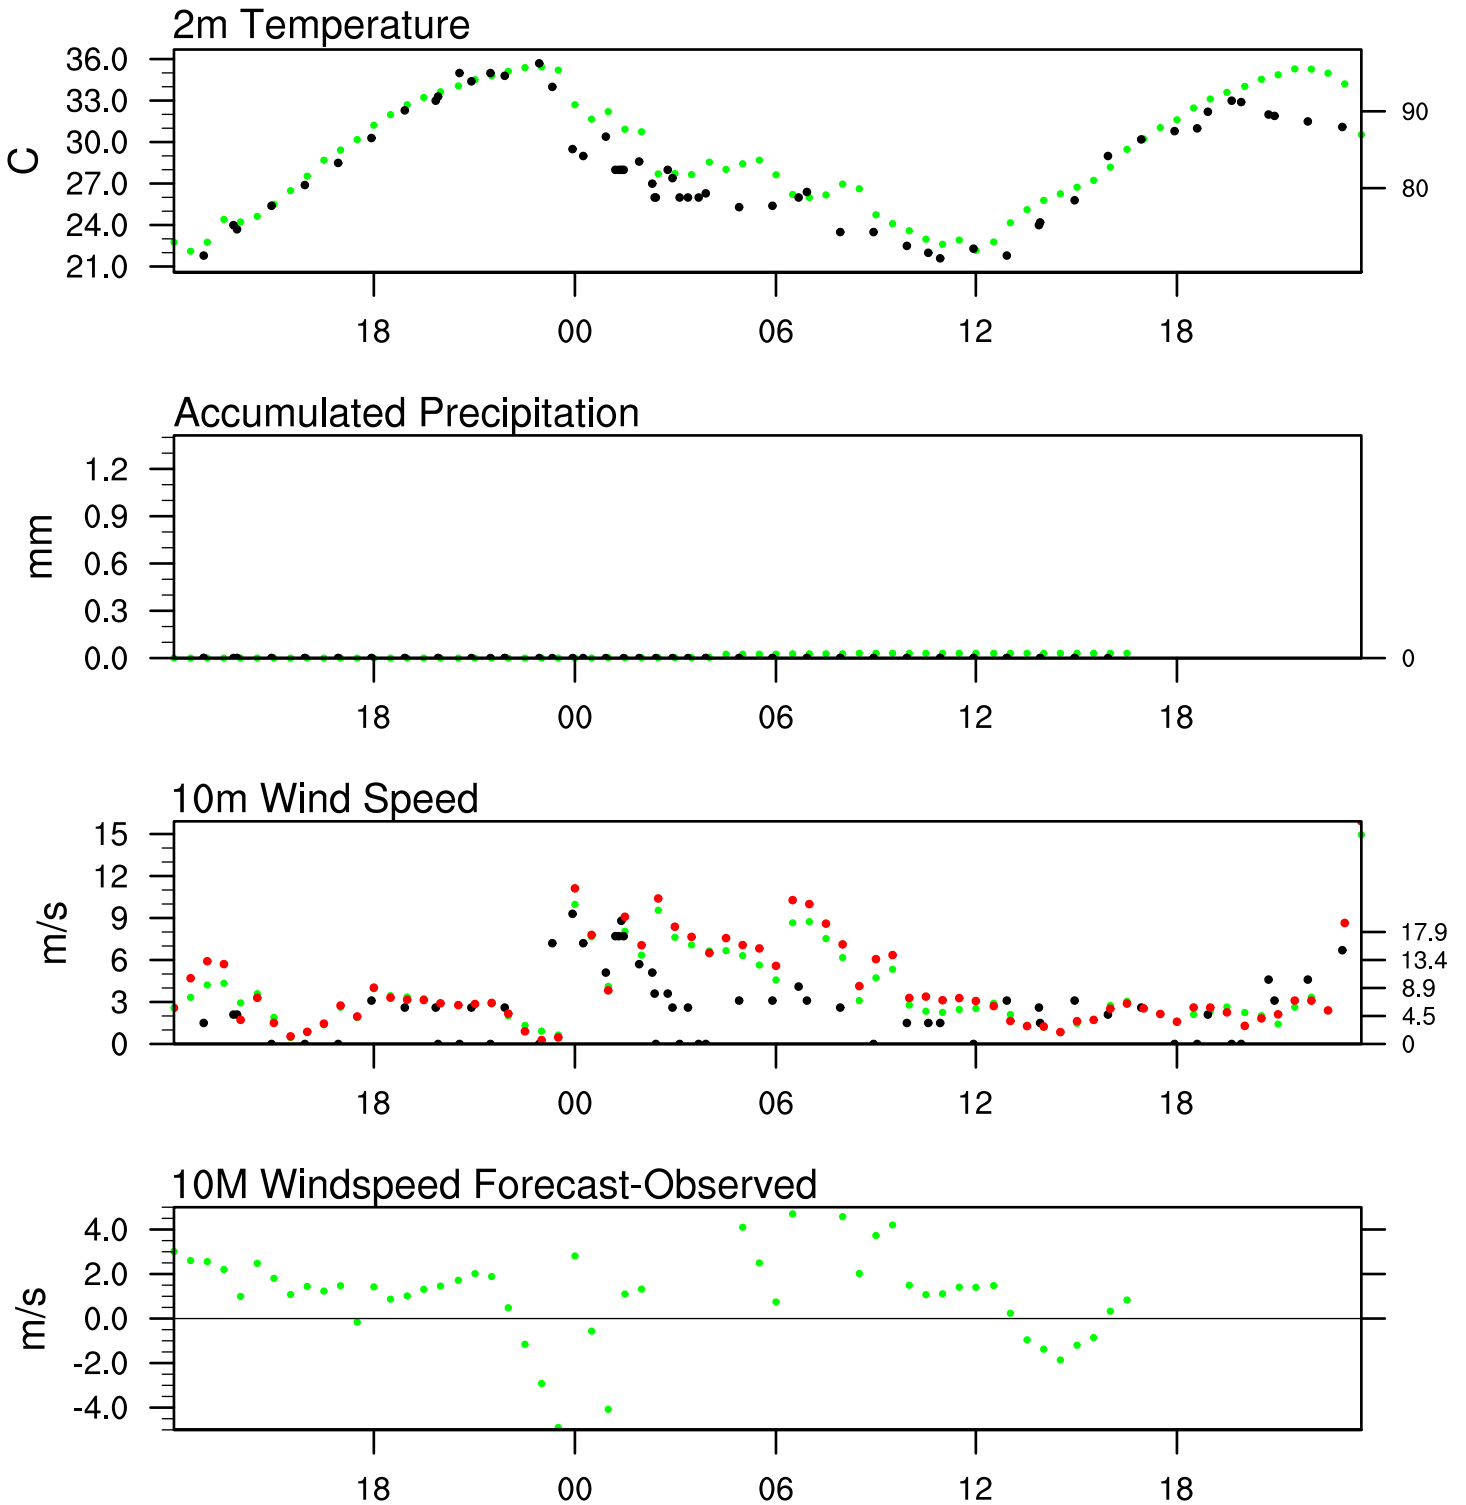 2m Temperature
36.0
33.0
30.0
27.0
24.0
21.0
C
90
80
18 00 06 12 18
Accumulated Precipitation
1.2
0.9
0.6
0.3
0.0
mm
0
18 00 06 12 18
10m Wind Speed
15
12
9
6
3
0
m/s
17.9
13.4
8.9
4.5
0
18 00 06 12 18
10M Windspeed Forecast-Observed
4.0
2.0
0.0
-2.0
-4.0
m/s
18 00 06 12 18